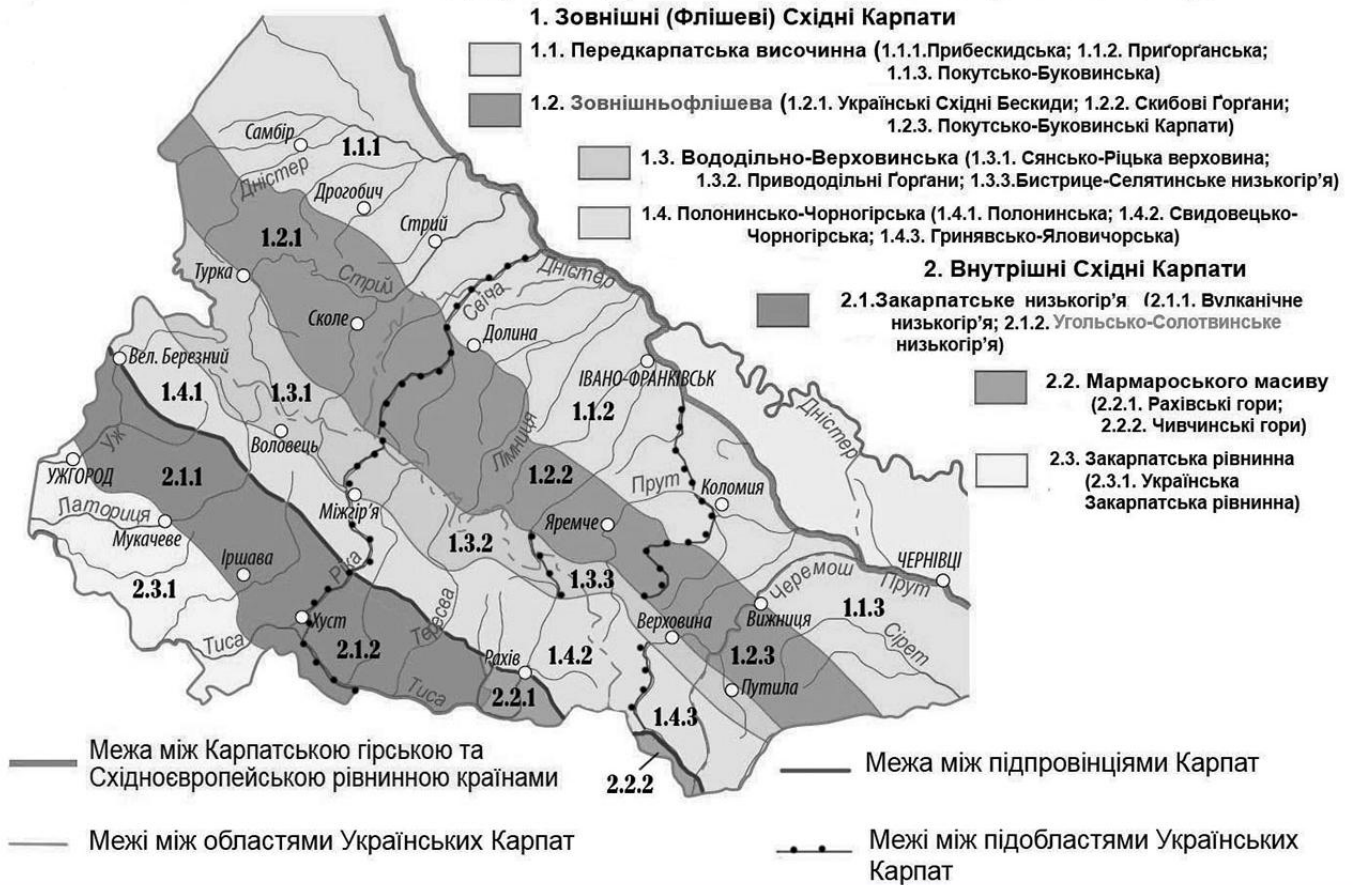 1. Зовнішні (Флішеві) Східні Карпати
1.1. Передкарпатська височинна (1.1.1.Прибескидська; 1.1.2. Приґорґанська;
1.1.3. Покутсько-Буковинська)
1.2. Зовнішньофлішева (1.2.1. Українські Східні Бескиди; 1.2.2. Скибові Ґорґани;
1.2.3. Покутсько-Буковинські Карпати)
1.3. Вододільно-Верховинська (1.3.1. Сянсько-Ріцька верховина;
1.3.2. Привододільні Ґорґани; 1.3.3.Бистрице-Селятинське низькогір’я)
1.4. Полонинсько-Чорногірська (1.4.1. Полонинська; 1.4.2. Свидовецько-
Чорногірська; 1.4.3. Гринявсько-Яловичорська)
2. Внутрішні Східні Карпати
2.1.Закарпатське низькогір’я (2.1.1. Вулканічне
низькогір’я; 2.1.2. Угольсько-Солотвинське
низькогір’я)
2.2. Мармароського масиву
(2.2.1. Рахівські гори;
2.2.2. Чивчинські гори)
2.3. Закарпатська рівнинна
(2.3.1. Українська
Закарпатська рівнинна)
Самбір
1.1.1
Дністер
Дрогобич
Стрий
1.2.1
Турка
Стрий
Свіча
Дністер
Сколе
Долина
Вел. Березний
ІВАНО-ФРАНКІВСЬК
1.4.1
1.3.1
1.1.2
Дністер
Уж
Воловець
Лімниця
УЖГОРОД
2.1.1
1.2.2
Прут
Коломия
Латориця
Міжгір’я
Мукачеве
Яремче
1.3.2
Іршава
Ріка
1.3.3
ЧЕРНІВЦІ
2.3.1
Черемош
Прут
Хуст
Тересва
Верховина
Вижниця
1.1.3
Тиса
2.1.2
Рахів
1.4.2
1.2.3
Сірет
Тиса
2.2.1
Путила
1.4.3
2.2.2
Межа між Карпатською гірською та
Східноєвропейською рівнинною країнами
Межа між підпровінціями Карпат
Межі між областями Українських Карпат
Межі між підобластями Українських
Карпат